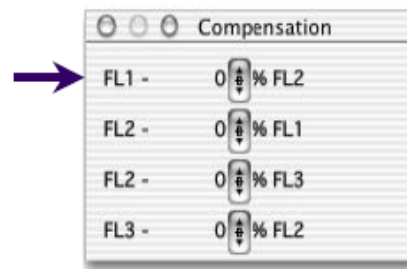 Compensation
FL1 - 0 % FL2
FL2 - 0 % FL1
FL2 - 0 % FL3
FL3 - 0 % FL2